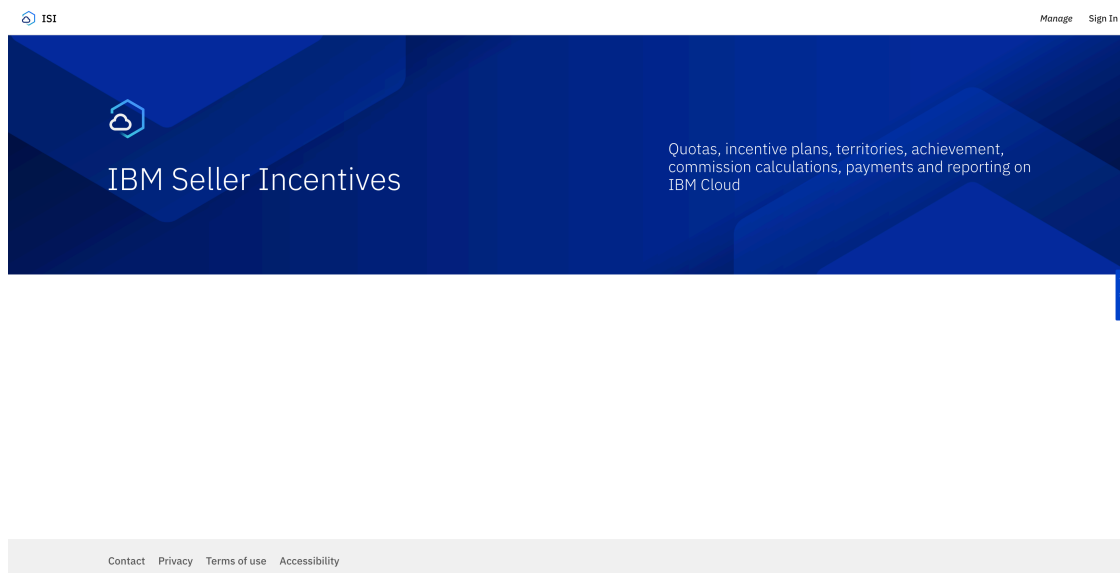 ISI
Manage Sign In
IBM Seller Incentives
Quotas, incentive plans, territories, achievement,
commission calculations, payments and reporting on
IBM Cloud
Contact Privacy Terms of use Accessibility